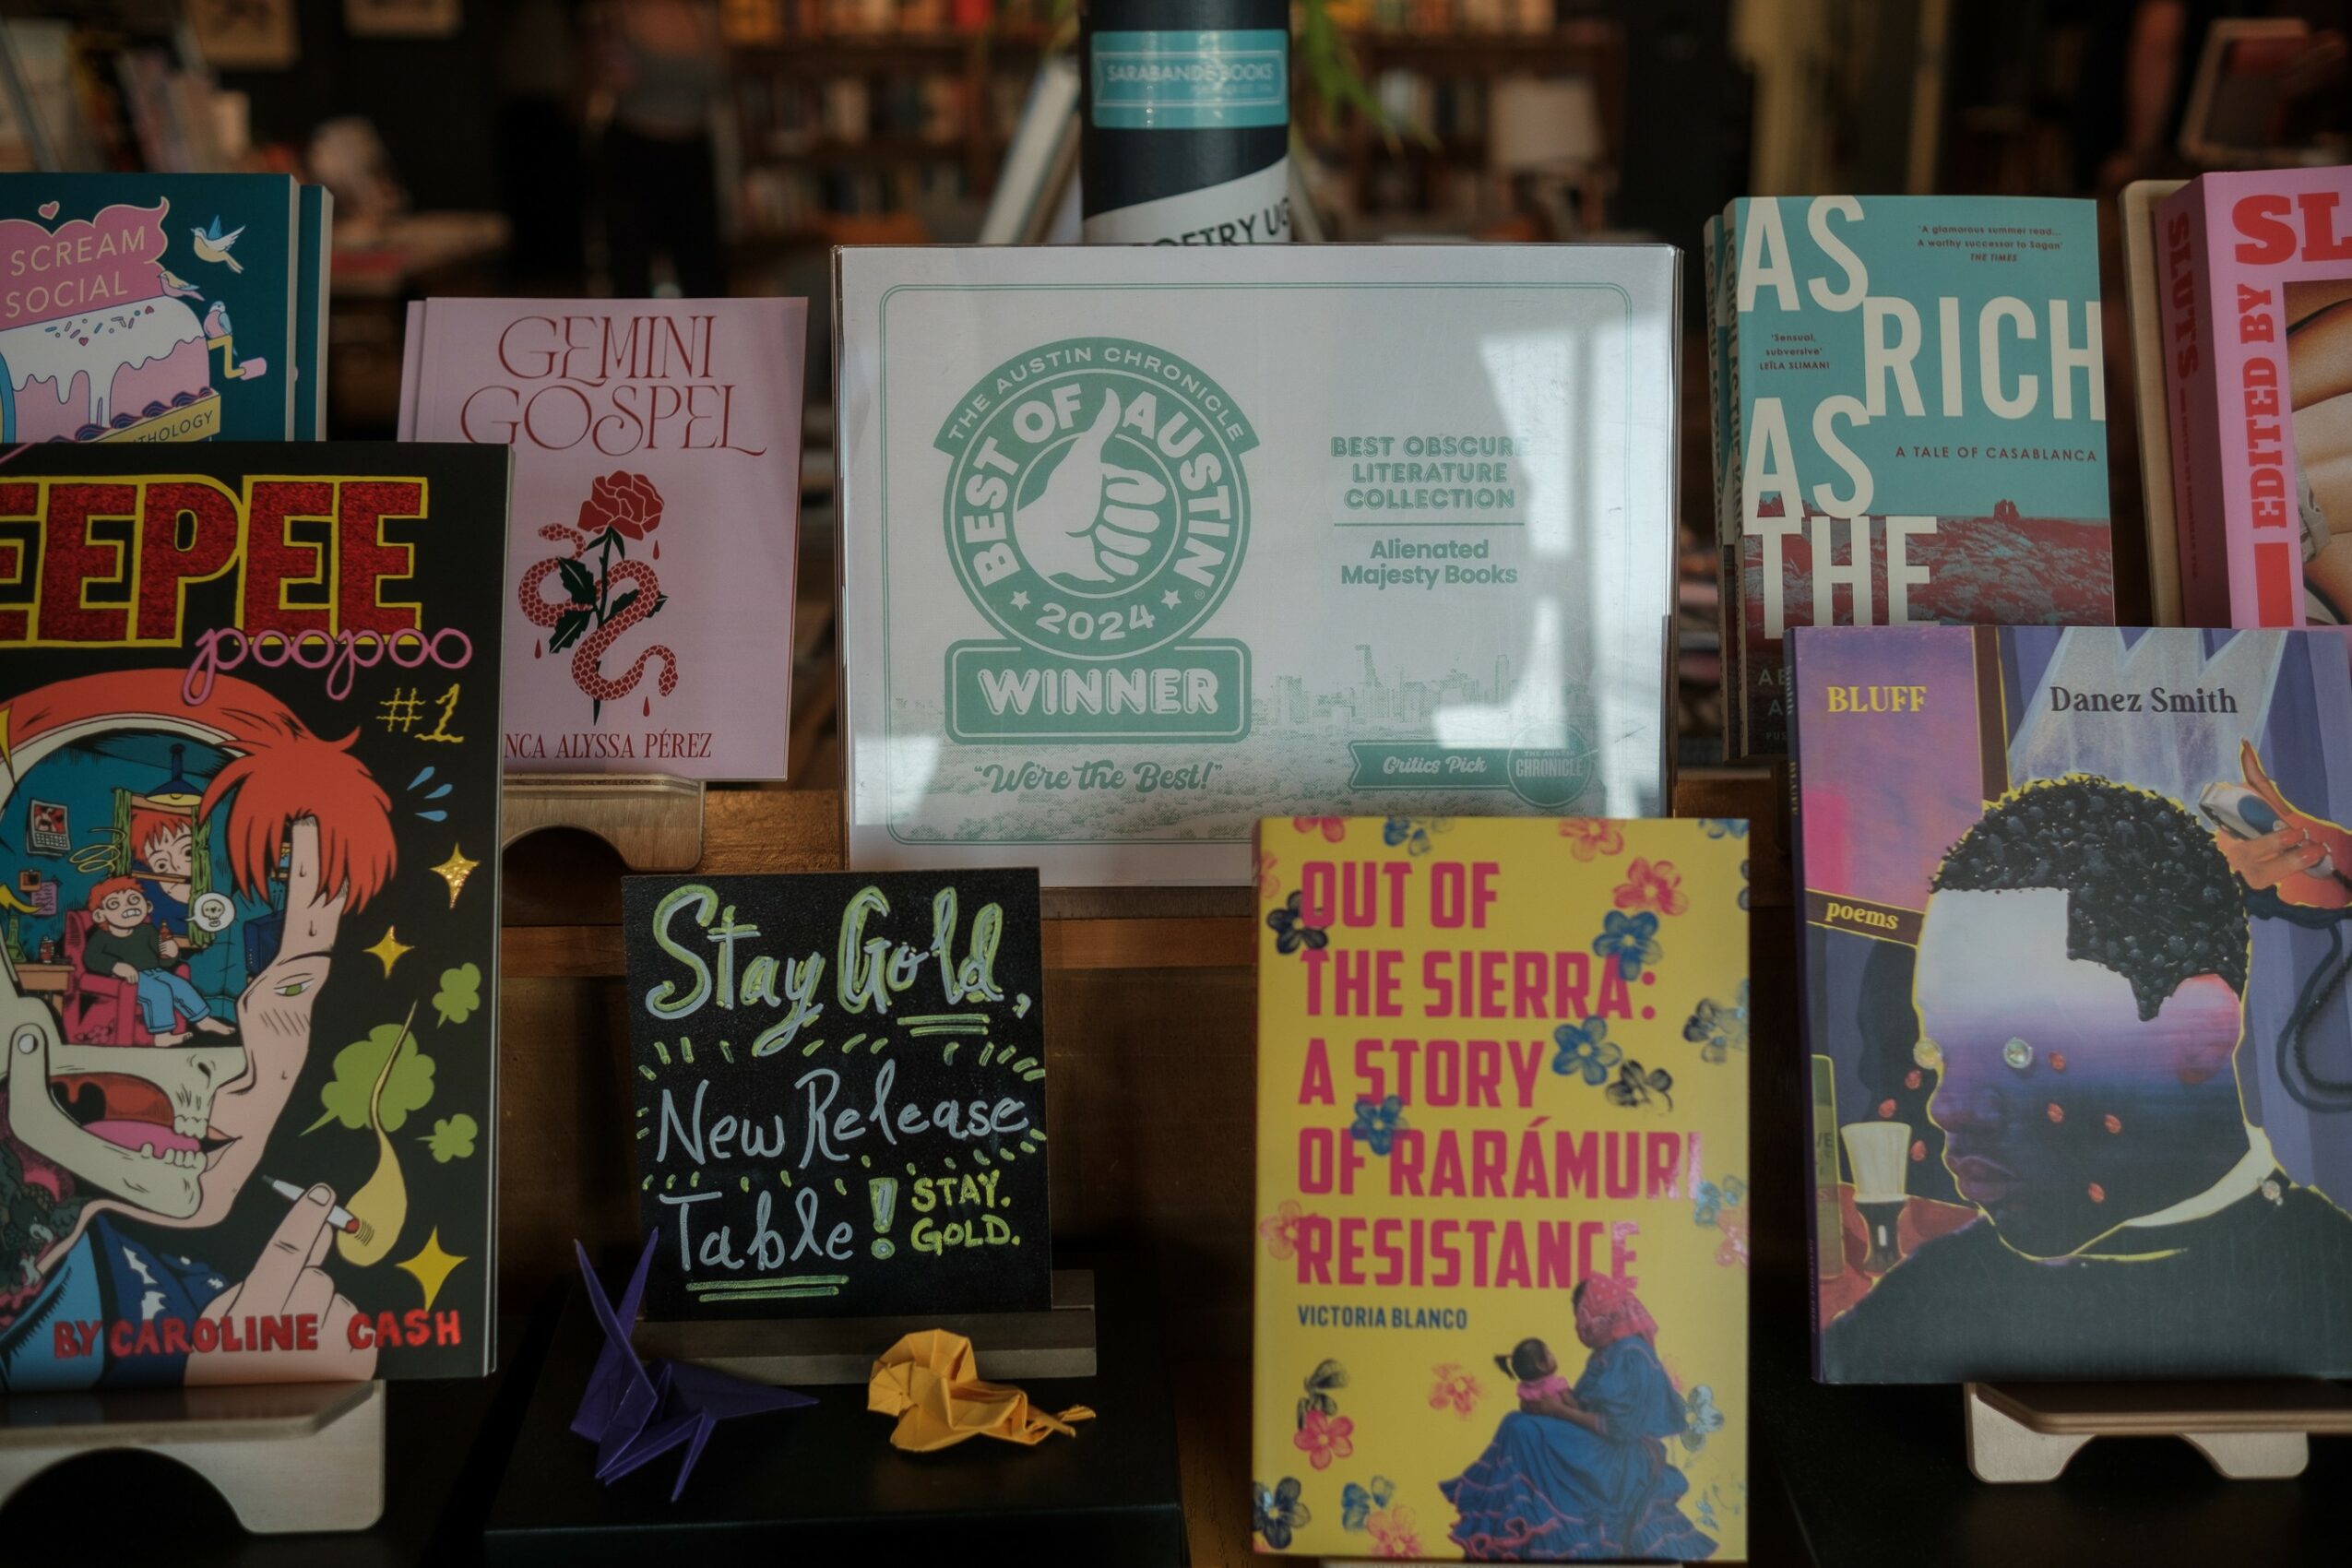 SARABANDE BOOKS
POETRY
SCREAM
SOCIAL
GEMINI
GOSPEL
ALYSSA PÉREZ
EEPEE
poopoo
#1
BY CAROLINE CASH
THE AUSTIN CHRONICLE
BEST OF AUSTIN
2024
WINNER
"We're the Best!"
BEST OBSCURE
LITERATURE
COLLECTION
Alienated
Majesty Books
Critics Pick
THE AUSTIN
CHRONICLE
Stay Gold,
New Release
Table!
STAY.
GOLD.
AS
RICH
AS
THE
'A glamorous summer read...
A worthy successor to Sagan'
THE TIMES
'Sensual,
subversive'
LEÏLA SLIMANI
A TALE OF CASABLANCA
SLUTS
SL
EDITED BY
OUT OF
THE SIERRA:
A STORY
OF RARÁMURI
RESISTANCE
VICTORIA BLANCO
BLUFF
Danez Smith
poems
BLUFF